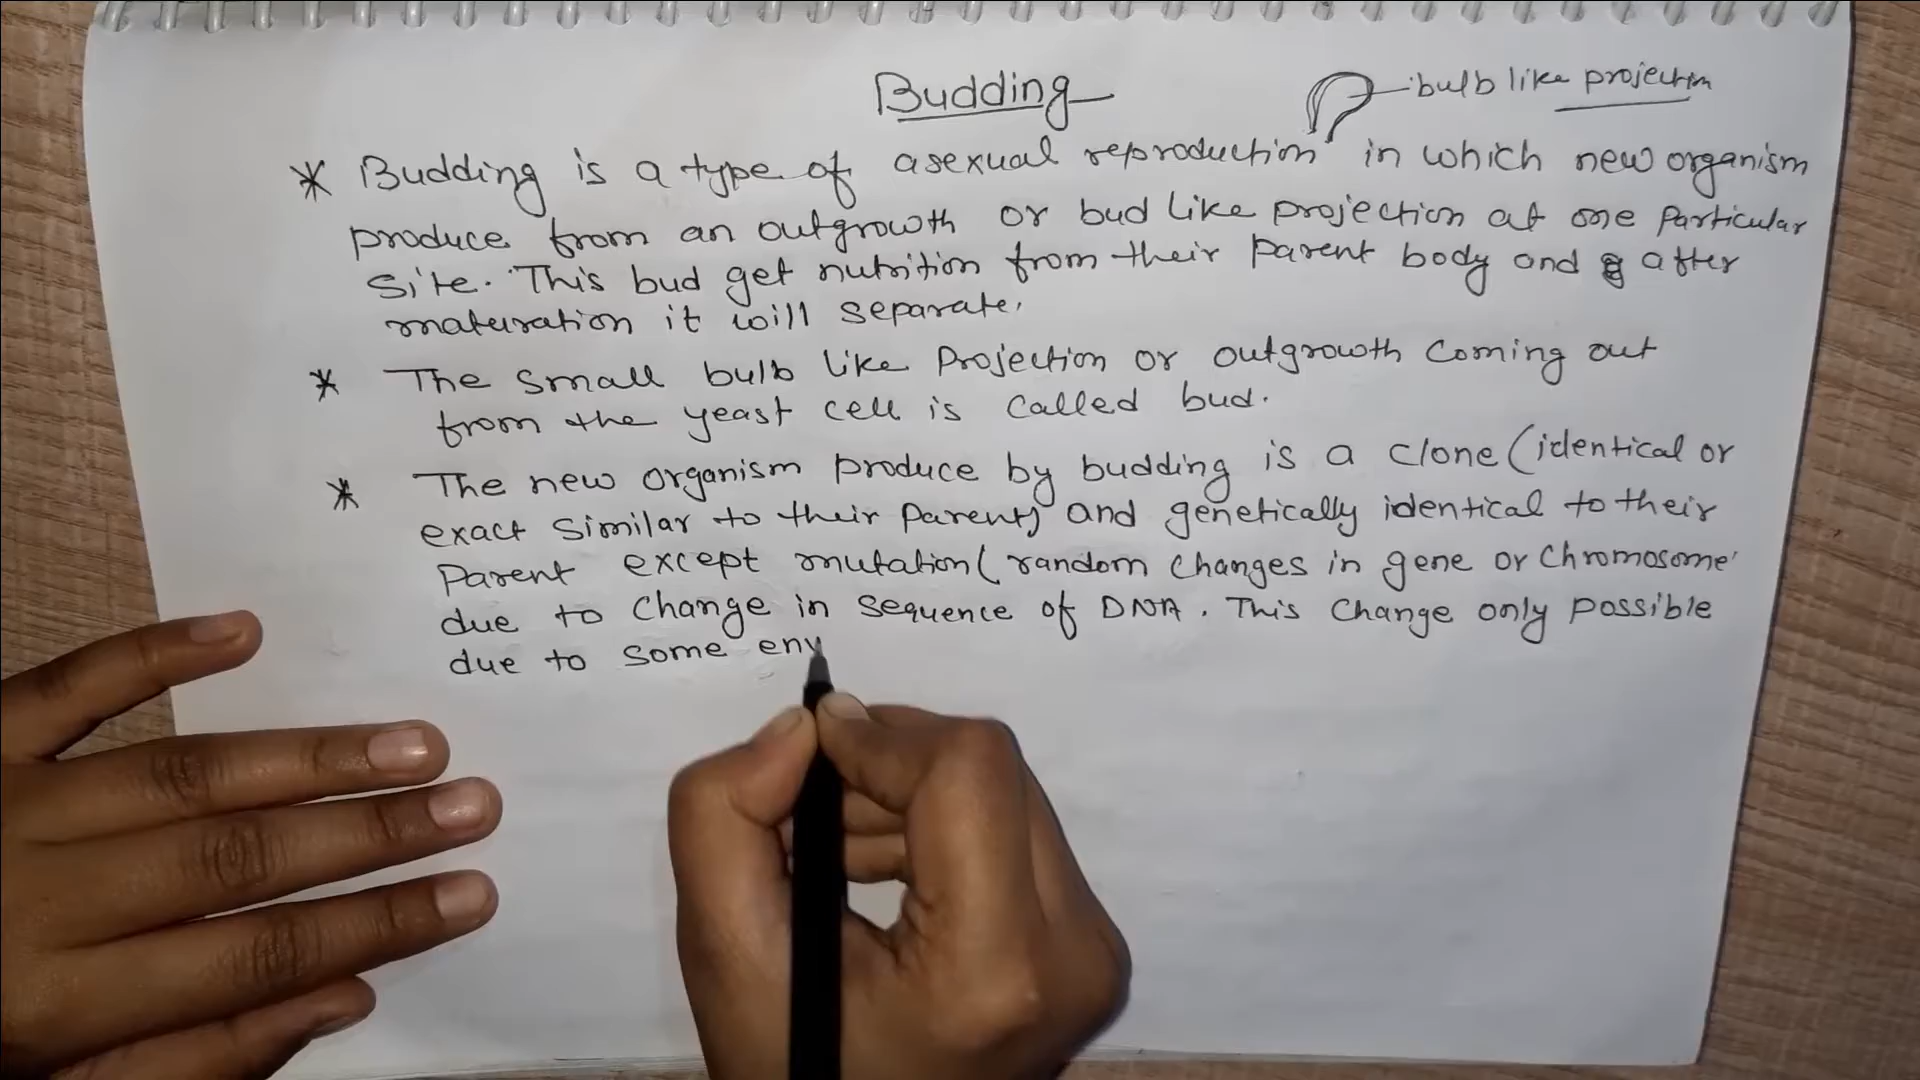 Budding
bulb like projection
* Budding is a type of asexual reproduction in which new organism
produce from an outgrowth or bud like projection at one particular
site. This bud get nutrition from their parent body and after
maturation it will separate.
* The small bulb like Projection or outgrowth coming out
from the yeast cell is called bud.
* The new organism produce by budding is a clone (identical or
exact similar to their parent) and genetically identical to their
parent except mutation (random changes in gene or chromosome
due to change in sequence of DNA. This change only possible
due to some env